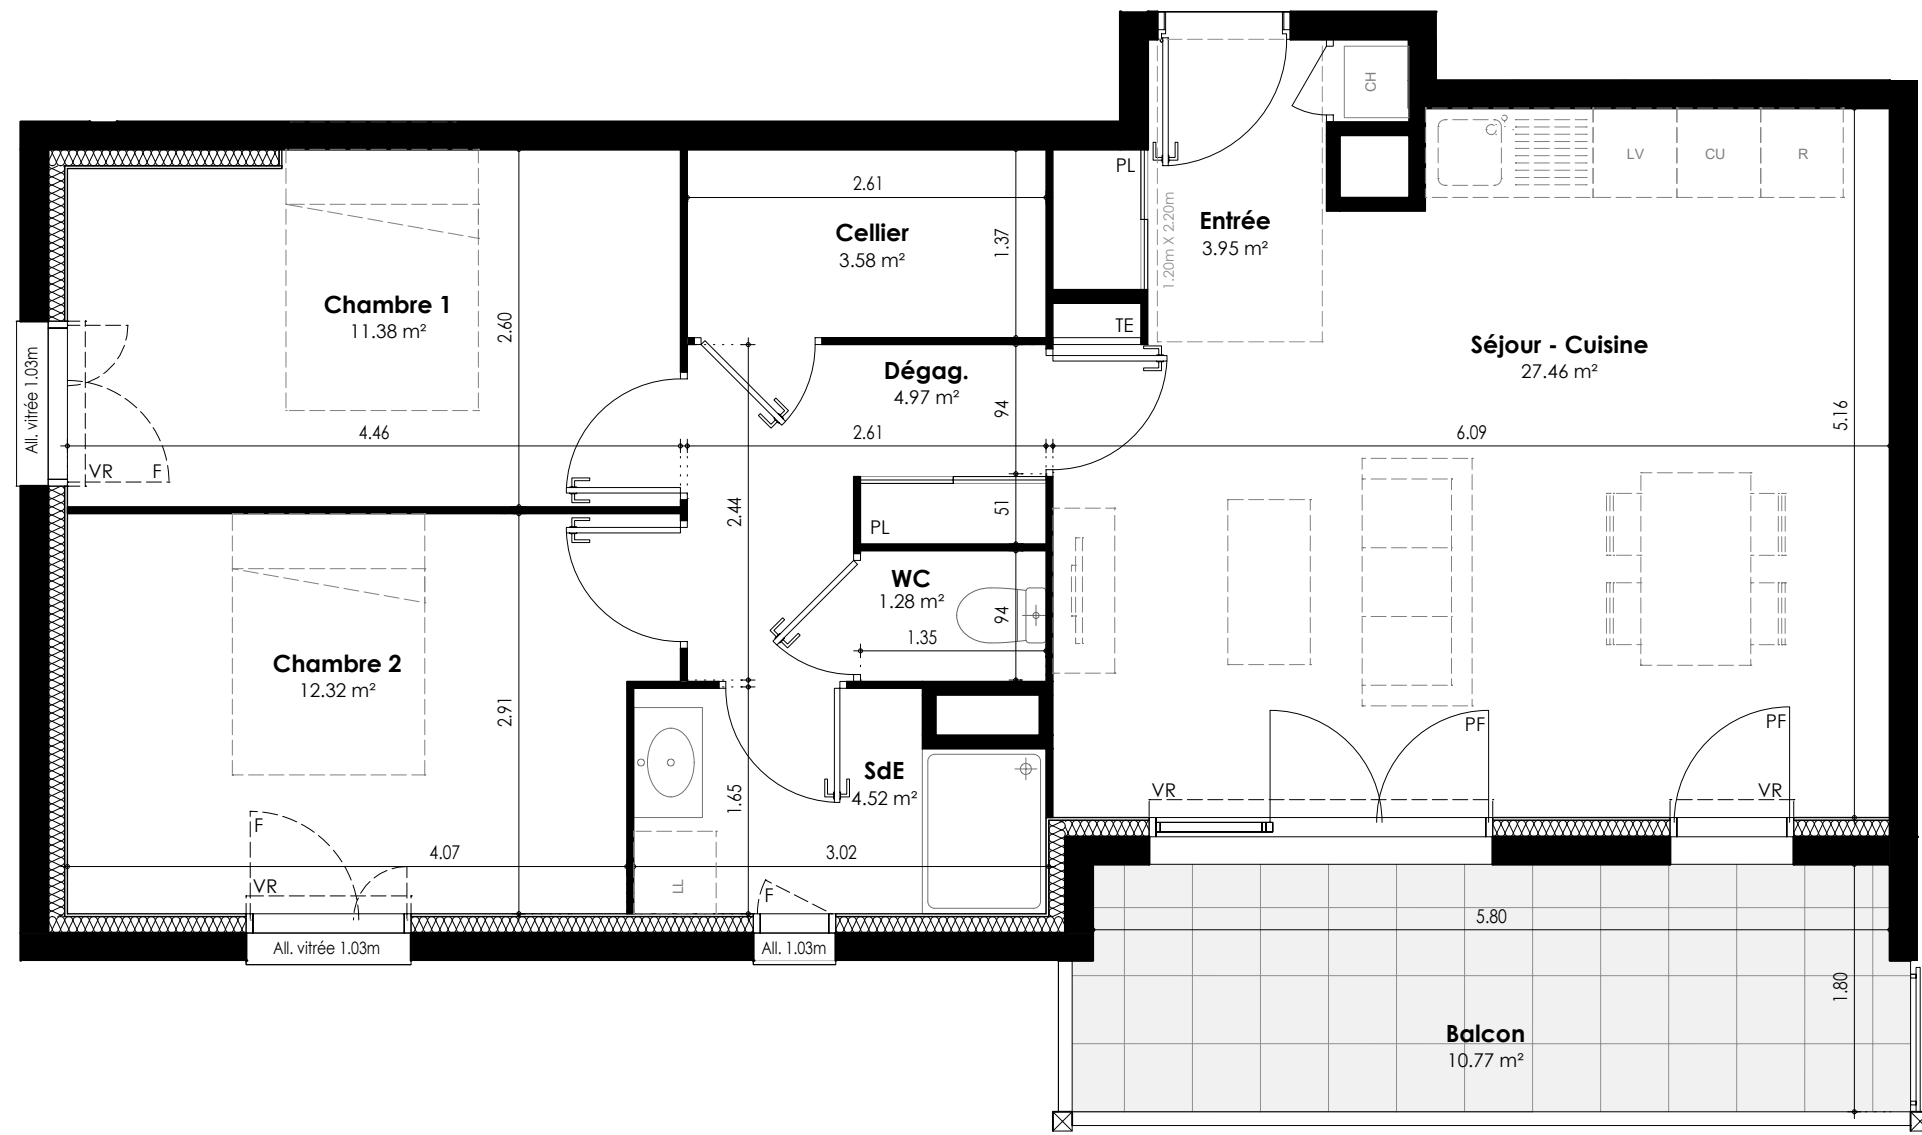 CH
PL
LV
CU
R
2.61
Cellier
3.58 m²
1.37
1.20m X 2.20m
Entrée
3.95 m²
Chambre 1
11.38 m²
2.60
TE
Séjour - Cuisine
27.46 m²
Dégag.
4.97 m²
94
5.16
All. vitrée 1.03m
4.46
2.61
6.09
VR
F
2.44
51
PL
WC
1.28 m²
94
1.35
Chambre 2
12.32 m²
2.91
PF
PF
SdE
4.52 m²
1.65
VR
VR
F
4.07
3.02
VR
LL
F
5.80
All. vitrée 1.03m
All. 1.03m
1.80
Balcon
10.77 m²